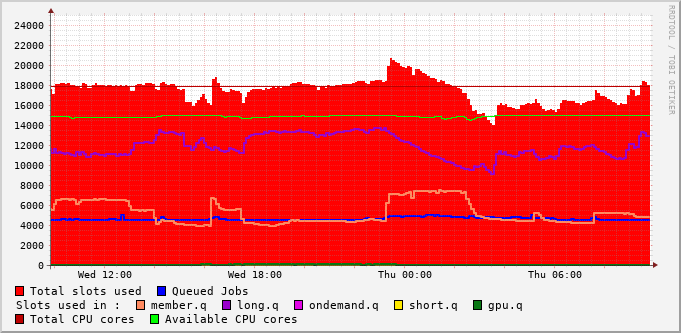 RRDTOOL / TOBI OETIKER
24000
22000
20000
18000
16000
14000
12000
10000
8000
6000
4000
2000
0
Wed 12:00 Wed 18:00 Thu 00:00 Thu 06:00
Total slots used Queued Jobs
Slots used in : member.q long.q ondemand.q short.q gpu.q
Total CPU cores Available CPU cores